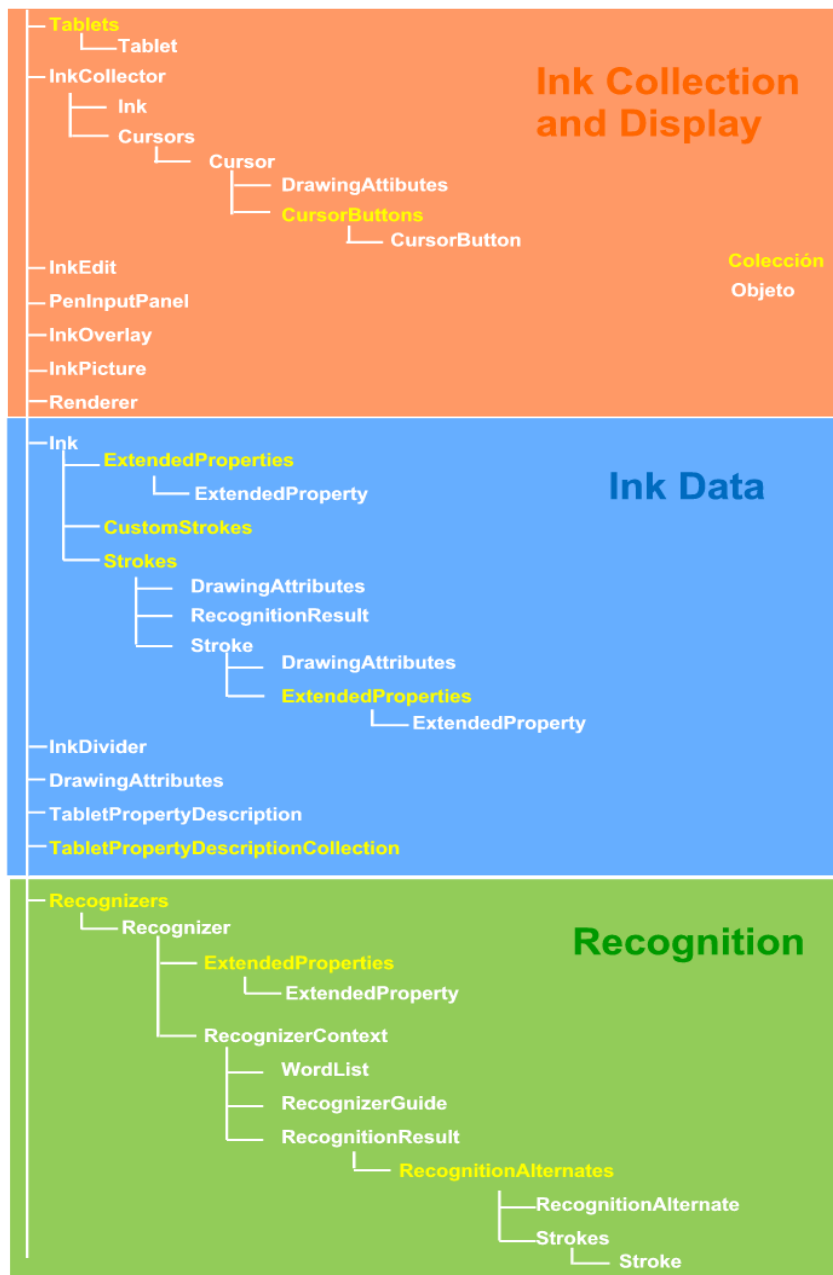 Tablets
Tablet
InkCollector
Ink Collection
and Display
Ink
Cursors
Cursor
DrawingAttibutes
CursorButtons
CursorButton
Colección
Objeto
InkEdit
PenInputPanel
InkOverlay
InkPicture
Renderer
Ink
ExtendedProperties
Ink Data
ExtendedProperty
CustomStrokes
Strokes
DrawingAttributes
RecognitionResult
Stroke
DrawingAttributes
ExtendedProperties
ExtendedProperty
InkDivider
DrawingAttributes
TabletPropertyDescription
TabletPropertyDescriptionCollection
Recognizers
Recognizer
Recognition
ExtendedProperties
ExtendedProperty
RecognizerContext
WordList
RecognizerGuide
RecognitionResult
RecognitionAlternates
RecognitionAlternate
Strokes
Stroke